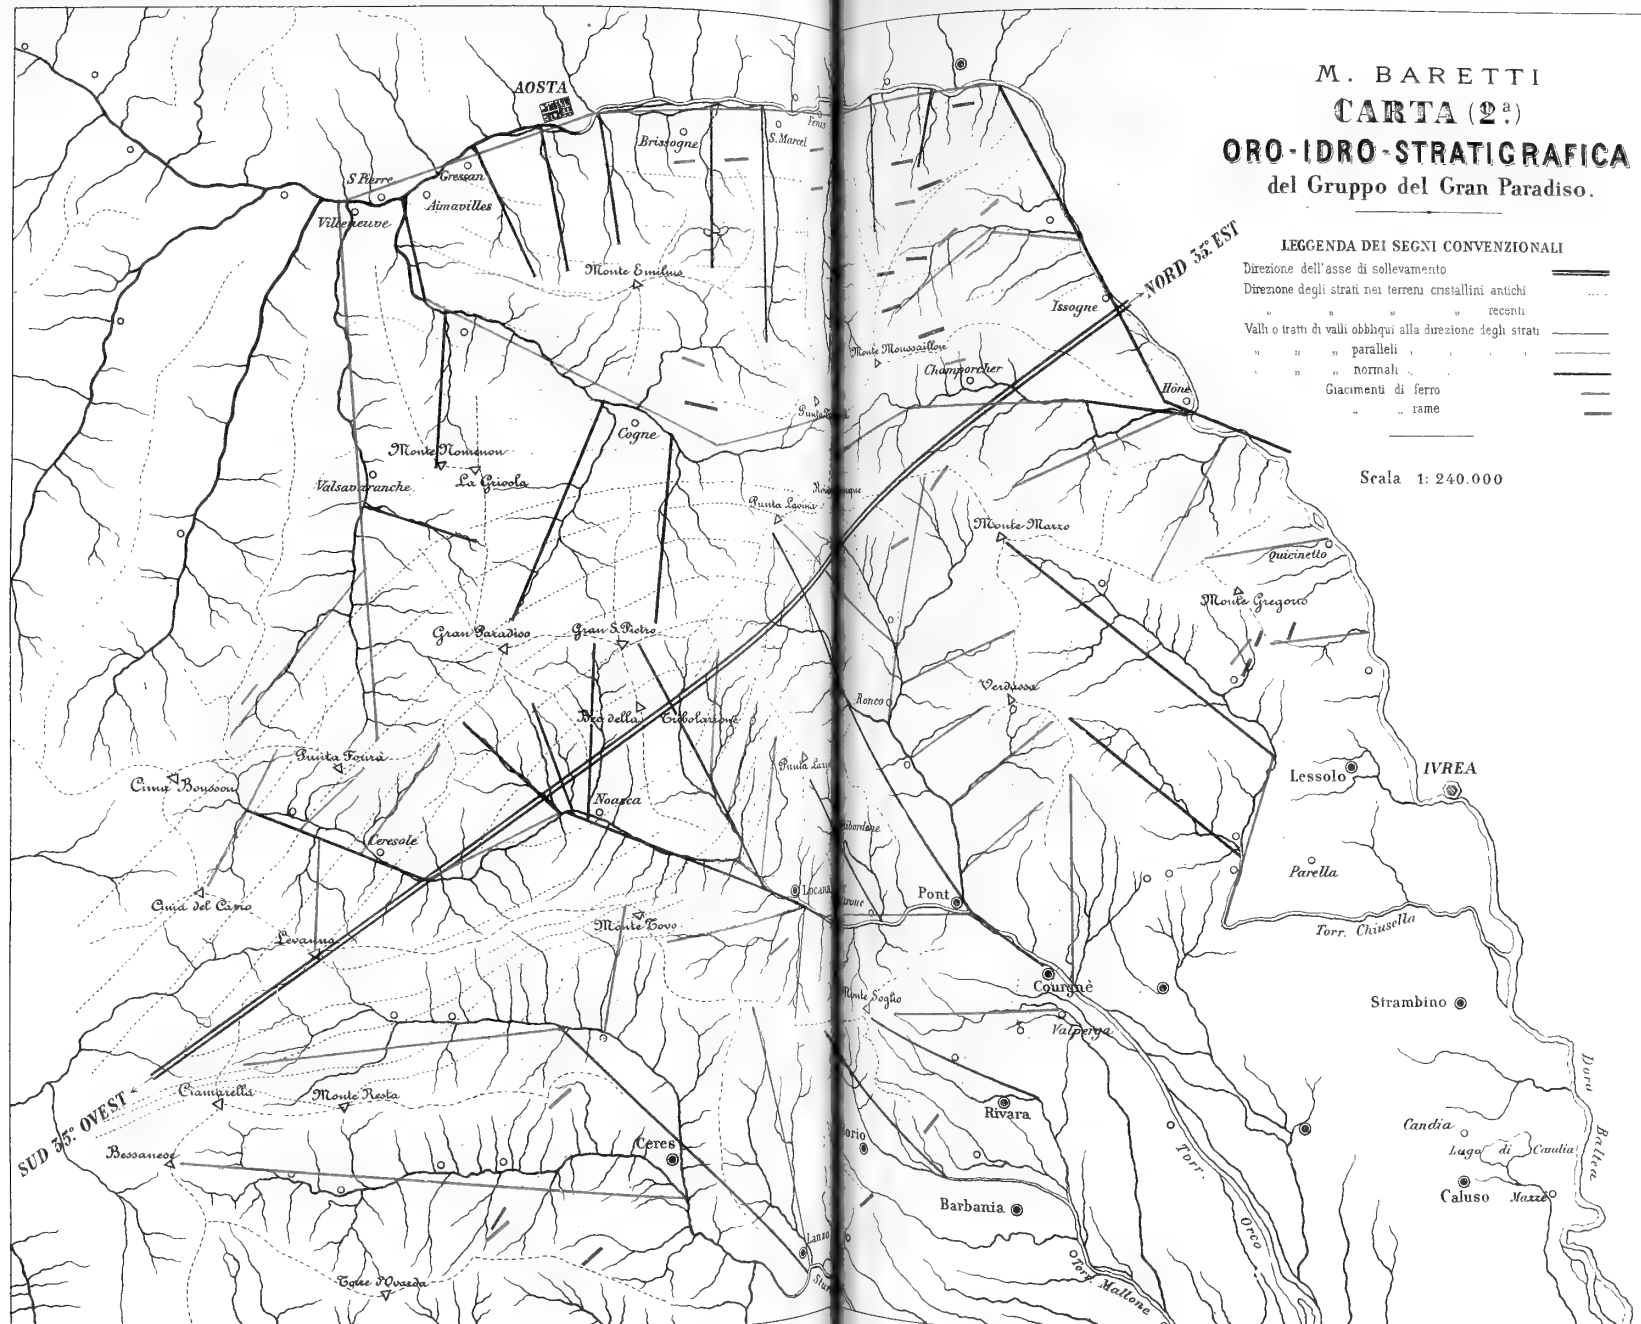 M. BARETTI
CARTA (2ª.)
ORO-IDRO-STRATIGRAFICA
del Gruppo del Gran Paradiso.
LEGGENDA DEI SEGNI CONVENZIONALI
Direzione dell'asse di sollevamento
Direzione degli strati nei terreni cristallini antichi
" " " " recenti
Valli o tratti di valli obbliqui alla direzione degli strati
" " " paralleli
" " " normali
Giacimenti di ferro
" " rame
Scala 1: 240.000
AOSTA
Brissogne
S. Marcel
Fenis
S Pierre
Gressan
Aimavilles
Villeneuve
Monte Emilius
NORD 35° EST
Issogne
Monte Moussaillon
Champorcher
Hône
Cogne
Monte Nomenon
La Grivola
Valsavaranche
Monte Marzo
Quicinetto
Monte Gregorio
Gran Paradiso
Gran S. Pietro
Verdassa
Ronco
Bec della Tribolazione
Punta Fourà
Cima Bousson
Noasca
Lessolo
IVREA
Ceresole
Parella
Pont
Cima del Carro
Monte Tovo
Levanna
Torr. Chiusella
Courgnè
Strambino
Monte Soglio
Valperga
SUD 35° OVEST
Ciamarella
Monte Resta
Rivara
Bessanese
Ceres
Candia
Lago di Candia
Caluso
Mazzè
Barbania
Torr.
Orco
Dora
Baltea
Lanzo
Torre d'Ovarda
Torr. Mallone